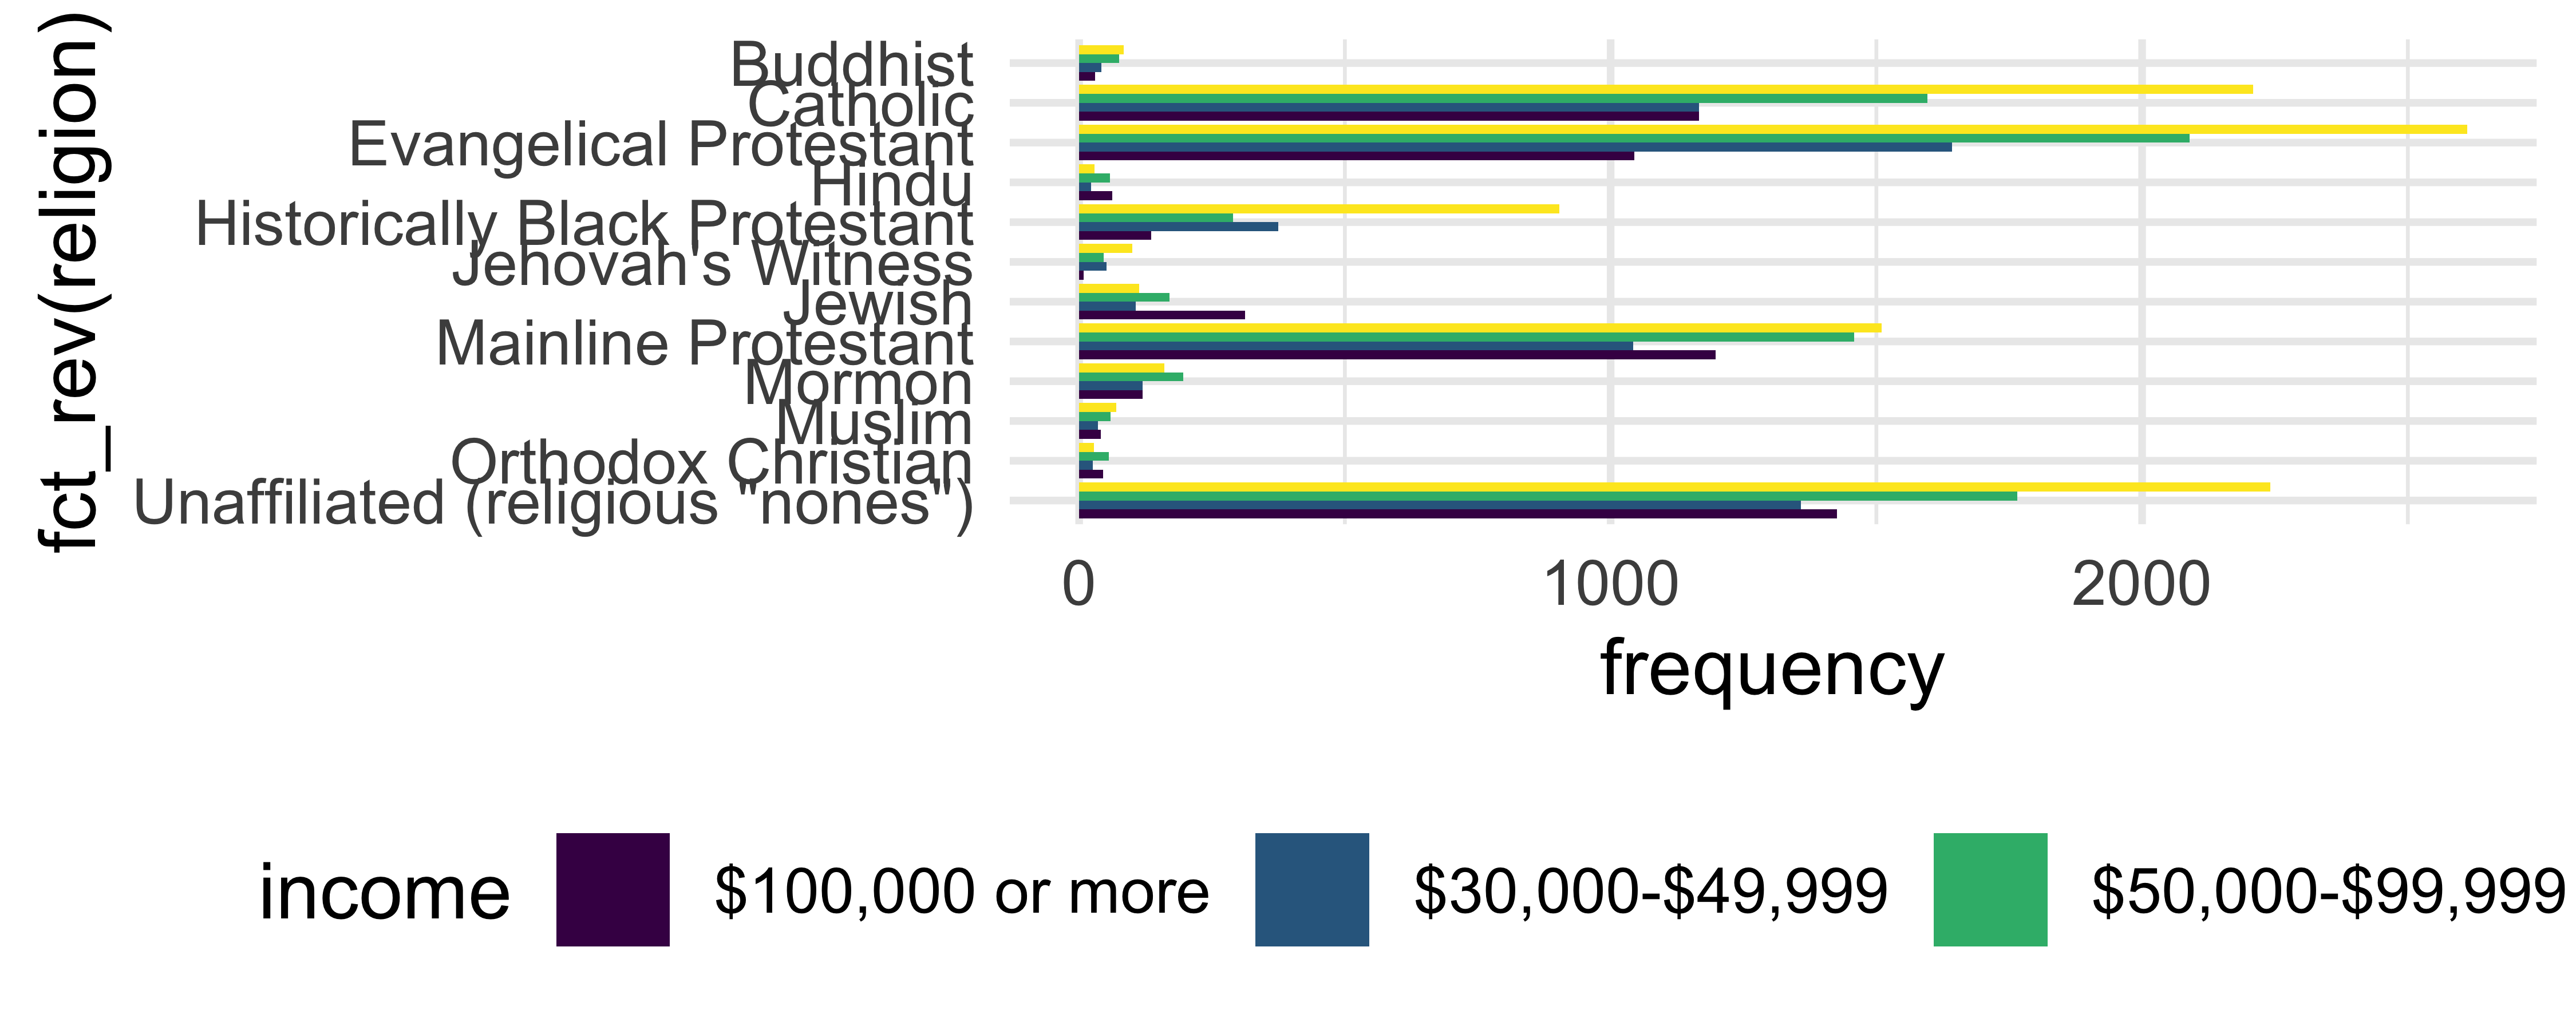 fct_rev(religion)
Buddhist
Catholic
Evangelical Protestant
Hindu
Historically Black Protestant
Jehovah's Witness
Jewish
Mainline Protestant
Mormon
Muslim
Orthodox Christian
Unaffiliated (religious "nones")
0 1000 2000
frequency
income $100,000 or more $30,000-$49,999 $50,000-$99,999